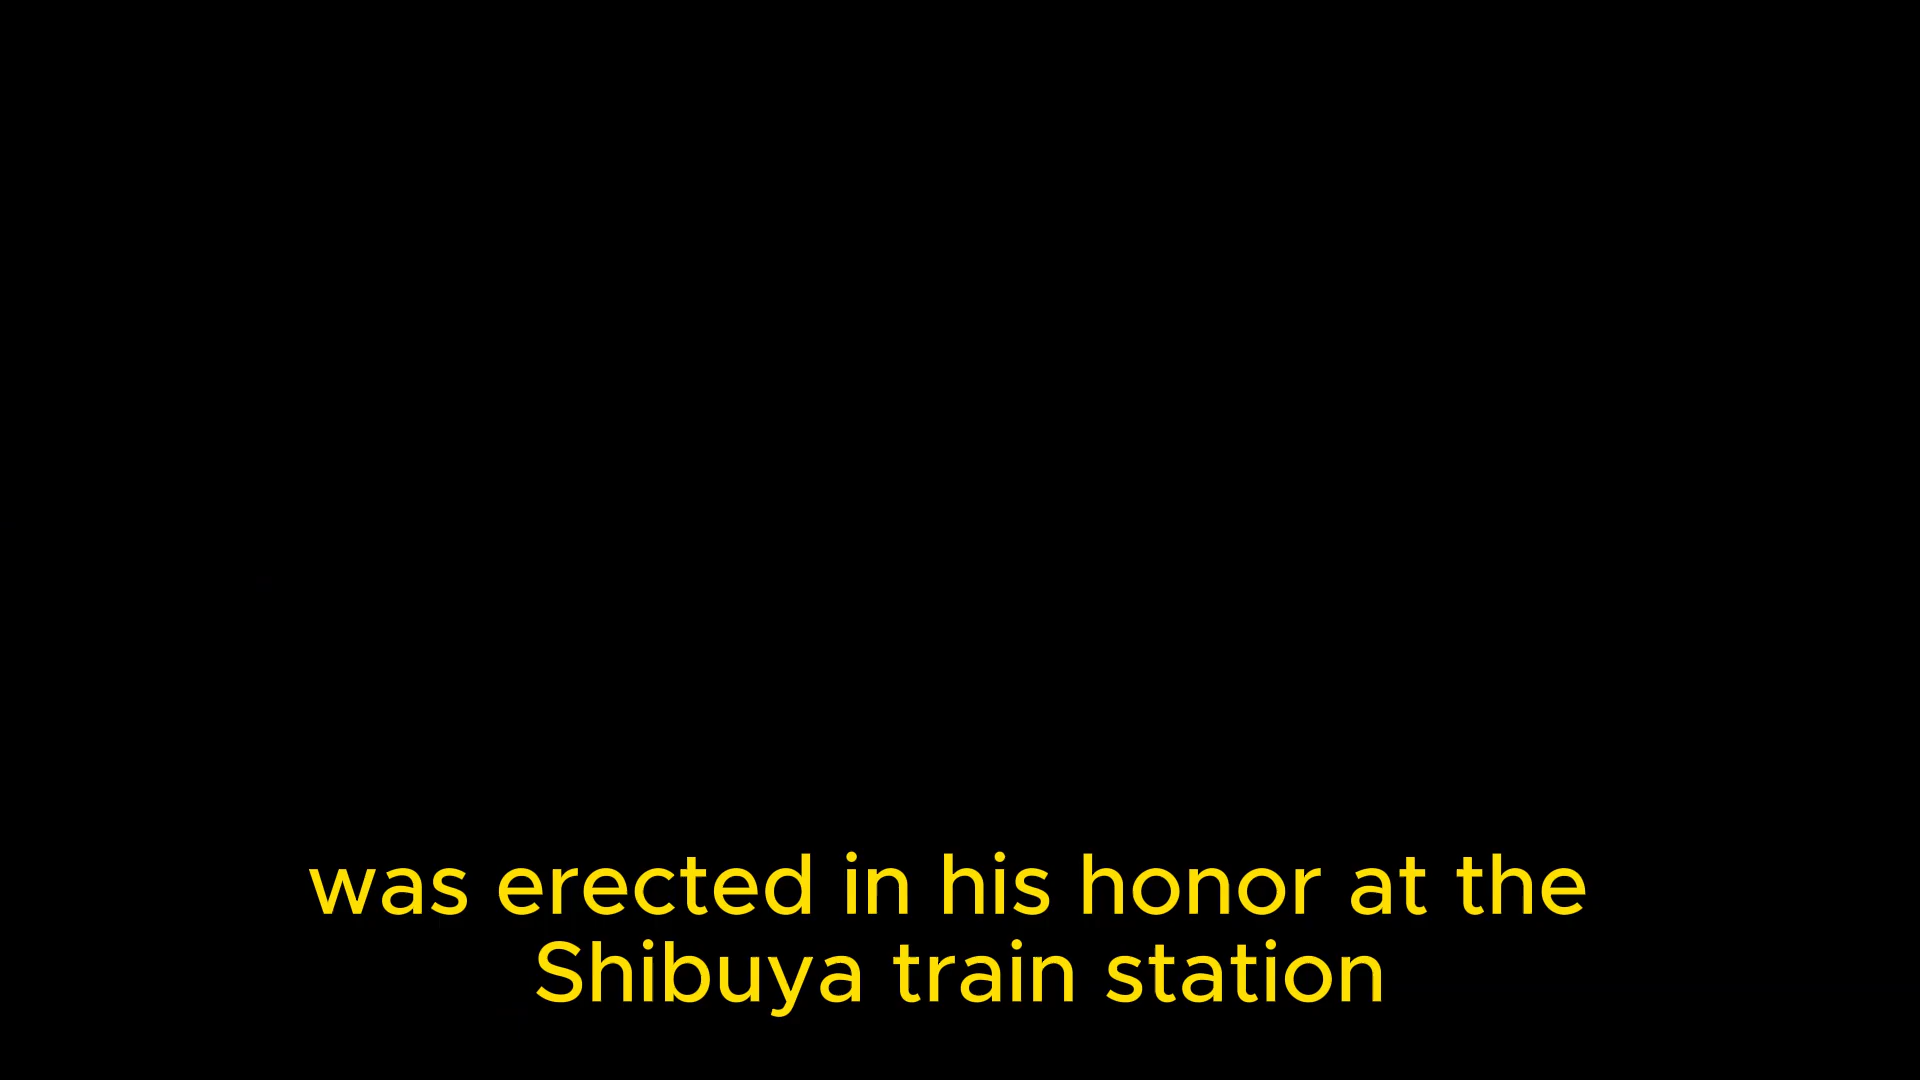 was erected in his honor at the
Shibuya train station